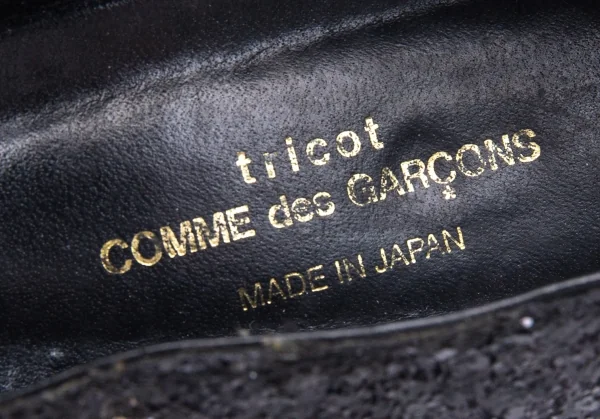 tricot
COMME des GARÇONS
MADE IN JAPAN